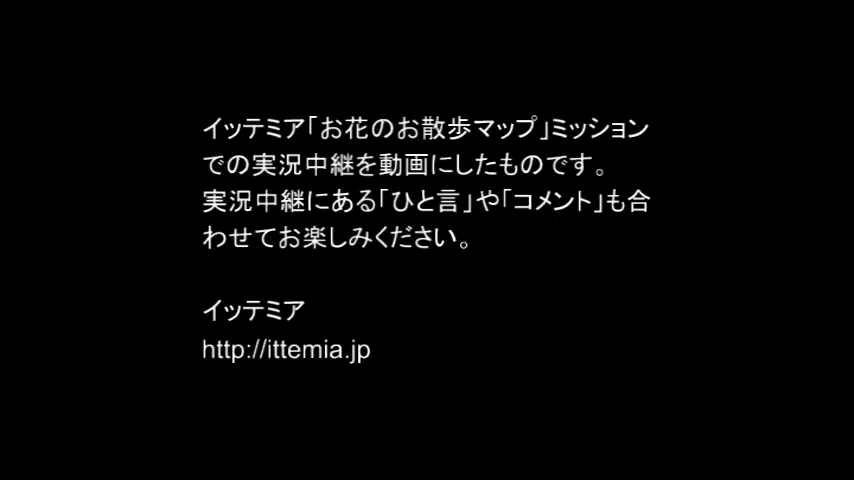 イッテミア「お花のお散歩マップ」ミッション
での実況中継を動画にしたものです。
実況中継にある「ひと言」や「コメント」も合
わせてお楽しみください。
イッテミア
http://ittemia.jp